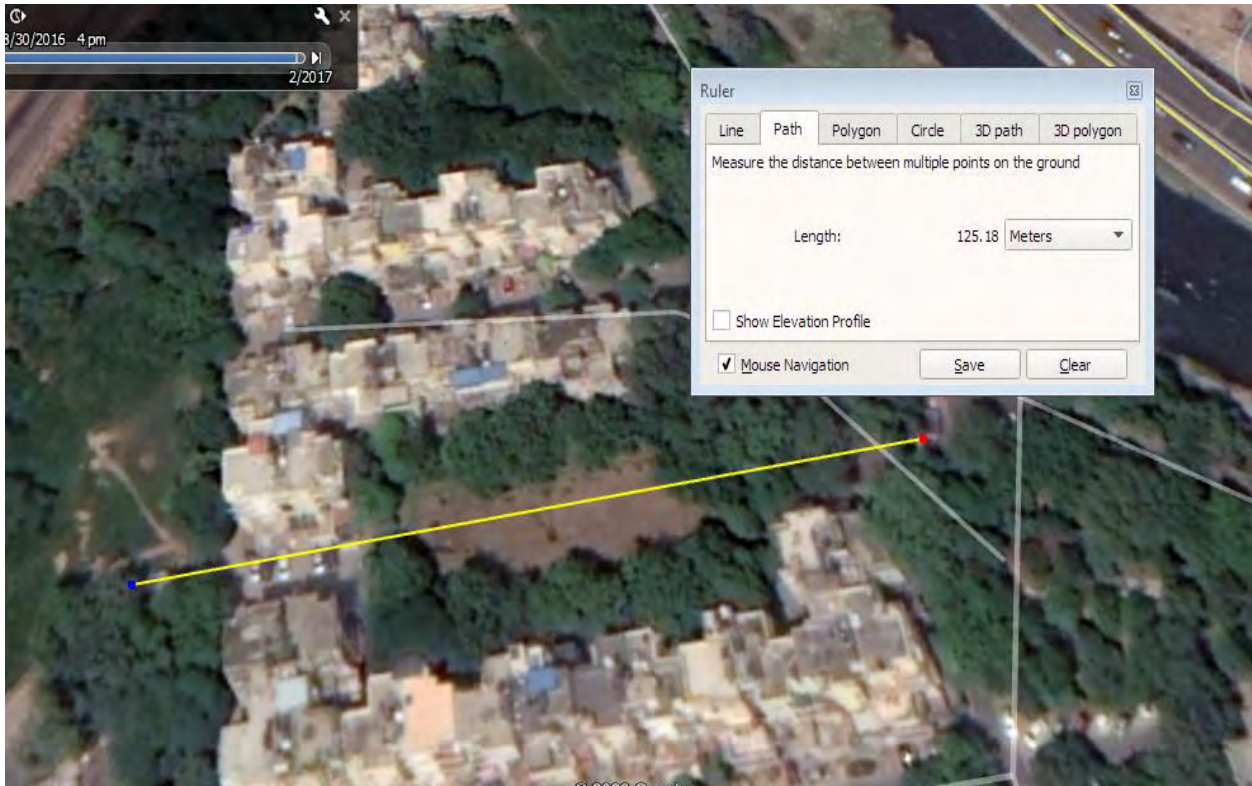 3/30/2016 4 pm
2/2017
Ruler
Line Path Polygon Circle 3D path 3D polygon
Measure the distance between multiple points on the ground
Length: 125.18 Meters
Show Elevation Profile
Mouse Navigation Save Clear